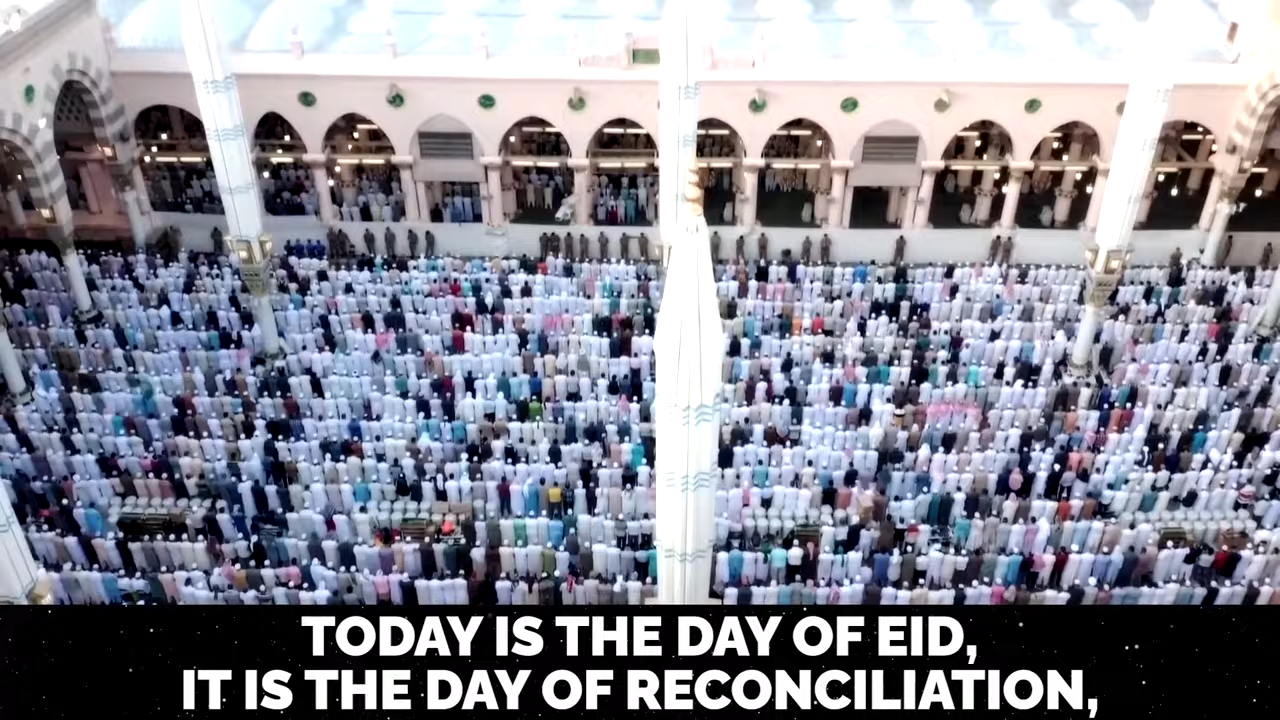 TODAY IS THE DAY OF EID,
IT IS THE DAY OF RECONCILIATION,